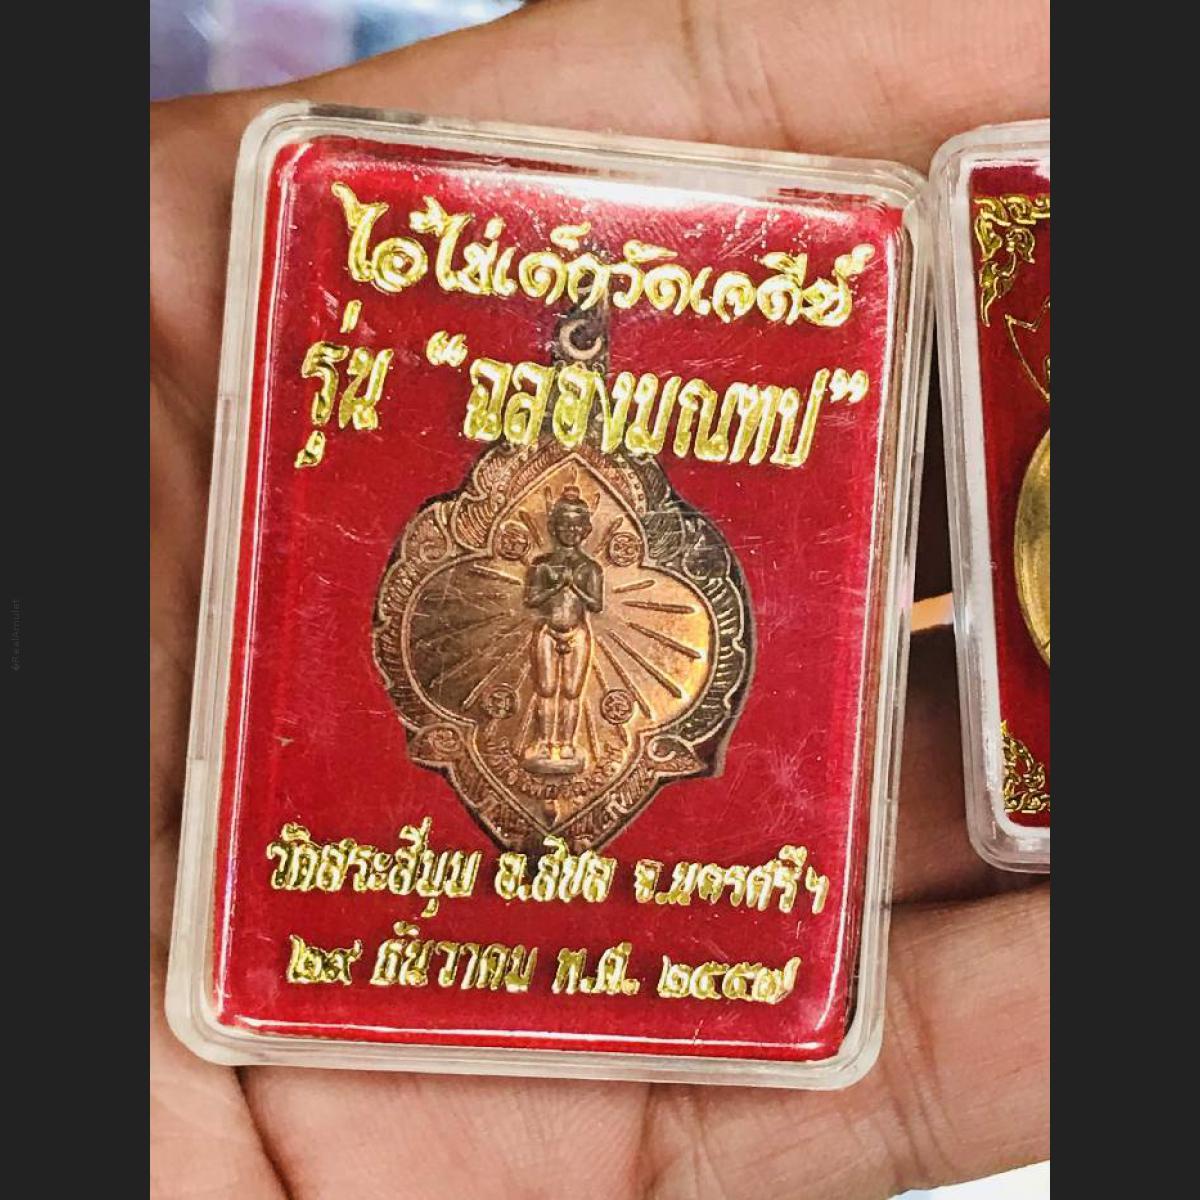 ไอ้ไข่เด็กวัดเจดีย์
รุ่น "ฉลองมณฑป"
วัดสระสี่มุม อ.สิชล จ.นครศรีฯ
๒๙ ธันวาคม พ.ศ. ๒๕๕๗
©RealAmulet